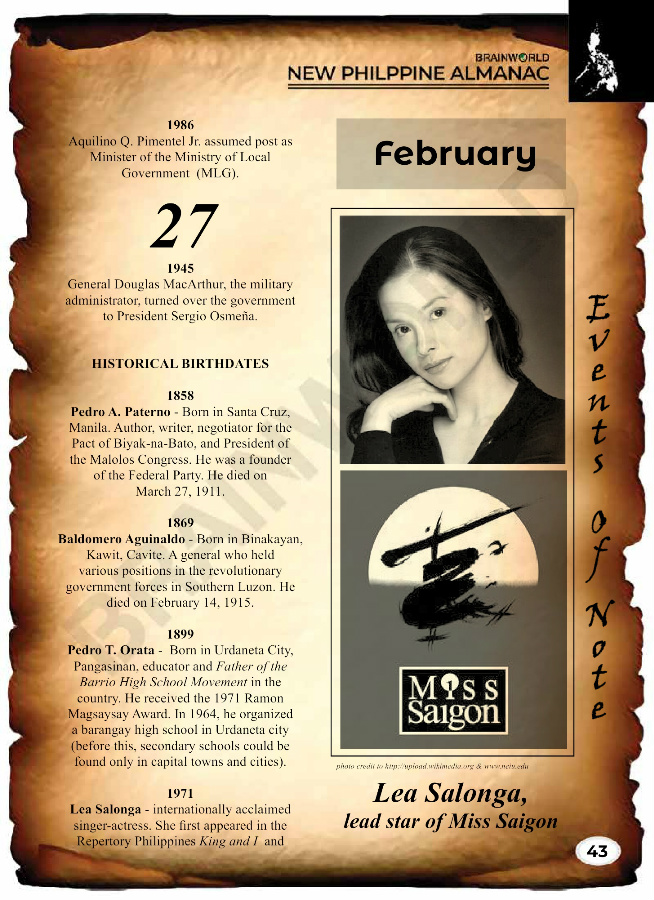 BRAINWORLD
NEW PHILPPINE ALMANAC
1986
Aquilino Q. Pimentel Jr. assumed post as
Minister of the Ministry of Local
Government (MLG).
27
1945
General Douglas MacArthur, the military
administrator, turned over the government
to President Sergio Osmeña.
HISTORICAL BIRTHDATES
1858
Pedro A. Paterno - Born in Santa Cruz,
Manila. Author, writer, negotiator for the
Pact of Biyak-na-Bato, and President of
the Malolos Congress. He was a founder
of the Federal Party. He died on
March 27, 1911.
1869
Baldomero Aguinaldo - Born in Binakayan,
Kawit, Cavite. A general who held
various positions in the revolutionary
government forces in Southern Luzon. He
died on February 14, 1915.
1899
Pedro T. Orata - Born in Urdaneta City,
Pangasinan, educator and Father of the
Barrio High School Movement in the
country. He received the 1971 Ramon
Magsaysay Award. In 1964, he organized
a barangay high school in Urdaneta city
(before this, secondary schools could be
found only in capital towns and cities).
1971
Lea Salonga - internationally acclaimed
singer-actress. She first appeared in the
Repertory Philippines King and I and
February
Miss
Saigon
photo credit to http://upload.wikimedia.org &
Lea Salonga,
lead star of Miss Saigon
Events of Note
43
BRAINWORLD